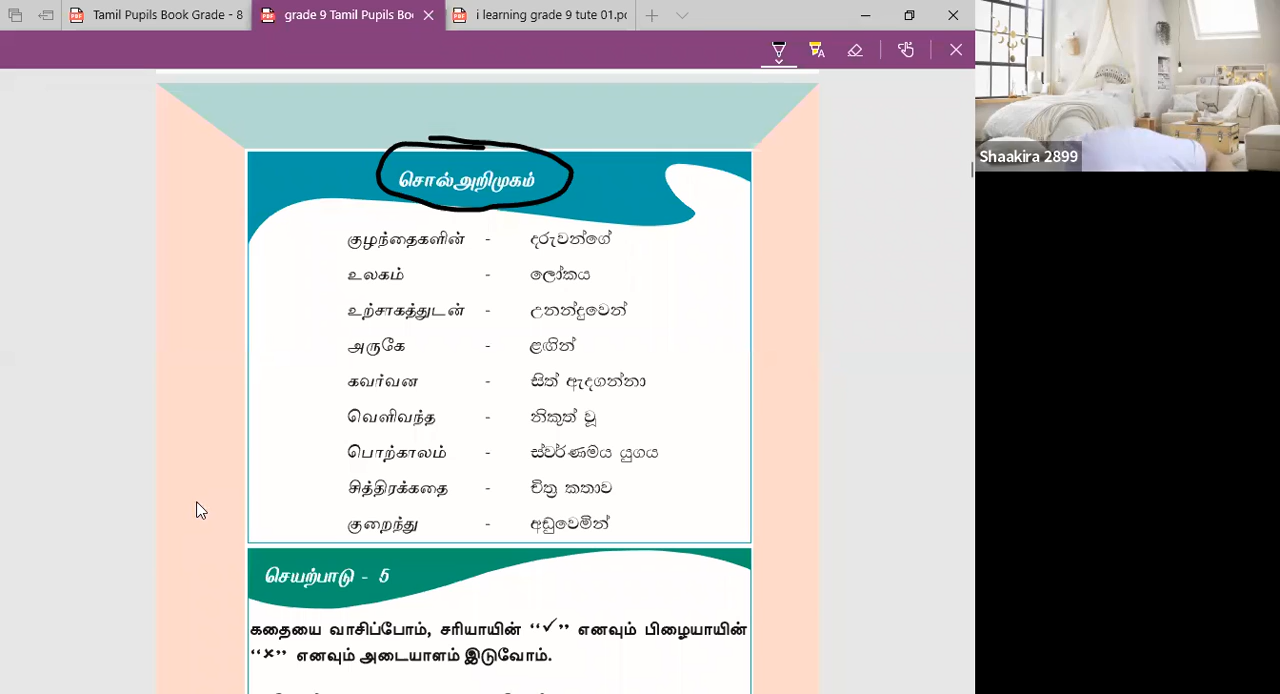 Tamil Pupils Book Grade - 8
grade 9 Tamil Pupils Bo
i learning grade 9 tute 01.pd
Shaakira 2899
சொல்அறிமுகம்
குழந்தைகளின் - දරුවන්ගේ
உலகம் - ලෝකය
உற்சாகத்துடன் - උනන්දුවෙන්
அருகே - ළඟින්
கவர்வன - සිත් ඇදගන්නා
வெளிவந்த - නිකුත් වූ
பொற்காலம் - ස්වර්ණමය යුගය
சித்திரக்கதை - චිත්‍ර කතාව
குறைந்து - අඩුවෙමින්
செயற்பாடு - 5
கதையை வாசிப்போம், சரியாயின் “✓” எனவும் பிழையாயின்
“×” எனவும் அடையாளம் இடுவோம்.